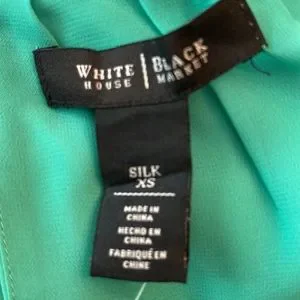 WHITE HOUSE | BLACK MARKET
SILK
XS
MADE IN
CHINA
HECHO EN
CHINA
FABRIQUÉ EN
CHINE